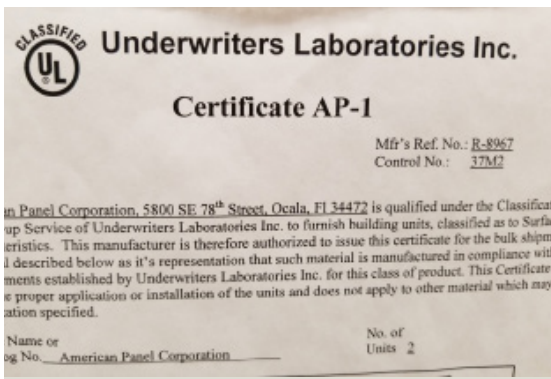 CLASSIFIED
UL
Underwriters Laboratories Inc.
Certificate AP-1
Mfr's Ref. No.: R-8967
Control No.: 37M2
an Panel Corporation, 5800 SE 78th Street, Ocala, Fl 34472 is qualified under the Classificat
up Service of Underwriters Laboratories Inc. to furnish building units, classified as to Surfa
eristics. This manufacturer is therefore authorized to issue this certificate for the bulk shipm
l described below as it's representation that such material is manufactured in compliance wit
ments established by Underwriters Laboratories Inc. for this class of product. This Certificate
e proper application or installation of the units and does not apply to other material which may
cation specified.
Name or
og No. American Panel Corporation
No. of
Units 2